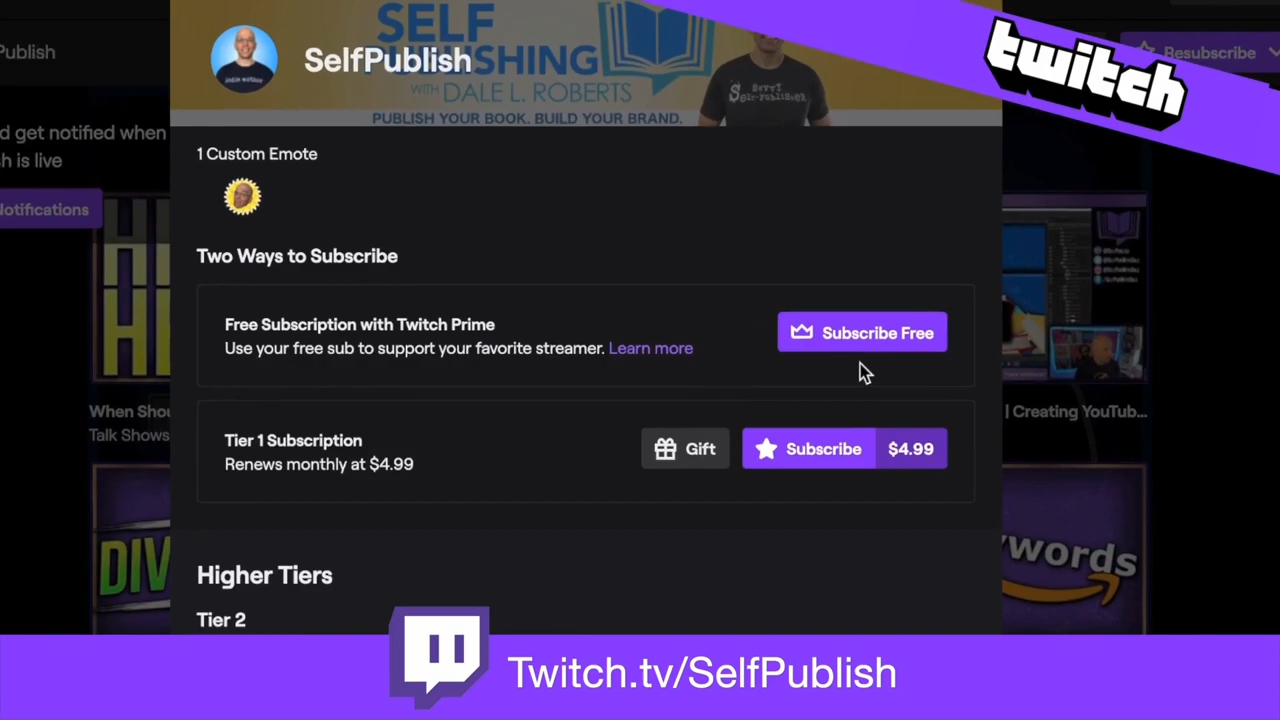 SELF
PUBLISHING
WITH DALE L. ROBERTS
PUBLISH YOUR BOOK. BUILD YOUR BRAND.
SelfPublish
twitch
Publish
Resubscribe
d get notified when
h is live
Notifications
1 Custom Emote
Two Ways to Subscribe
Free Subscription with Twitch Prime
Use your free sub to support your favorite streamer. Learn more
Subscribe Free
Tier 1 Subscription
Renews monthly at $4.99
Gift
Subscribe $4.99
When Shou
Talk Shows
| Creating YouTub...
DIV
ywords
Higher Tiers
Tier 2
Twitch.tv/SelfPublish